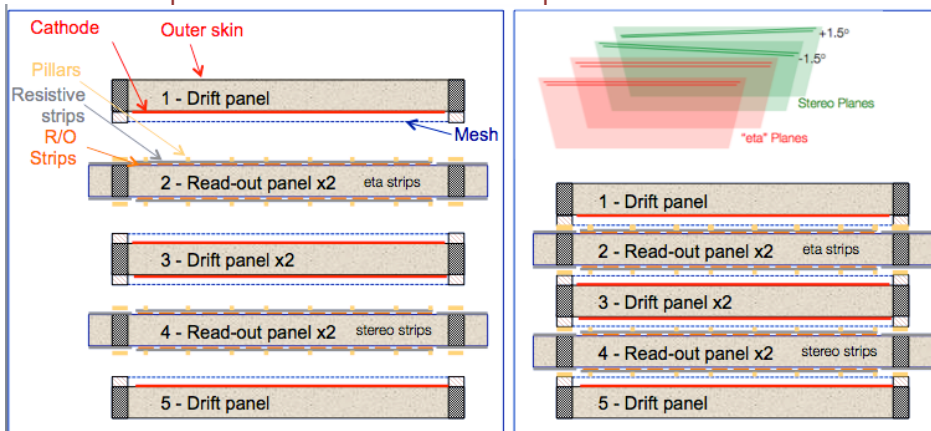 Cathode
Outer skin
Pillars
Resistive
strips
R/O
Strips
1 - Drift panel
Mesh
2 - Read-out panel x2 eta strips
3 - Drift panel x2
4 - Read-out panel x2 stereo strips
5 - Drift panel
+1.5°
-1.5°
Stereo Planes
"eta" Planes
1 - Drift panel
2 - Read-out panel x2 eta strips
3 - Drift panel x2
4 - Read-out panel x2 stereo strips
5 - Drift panel